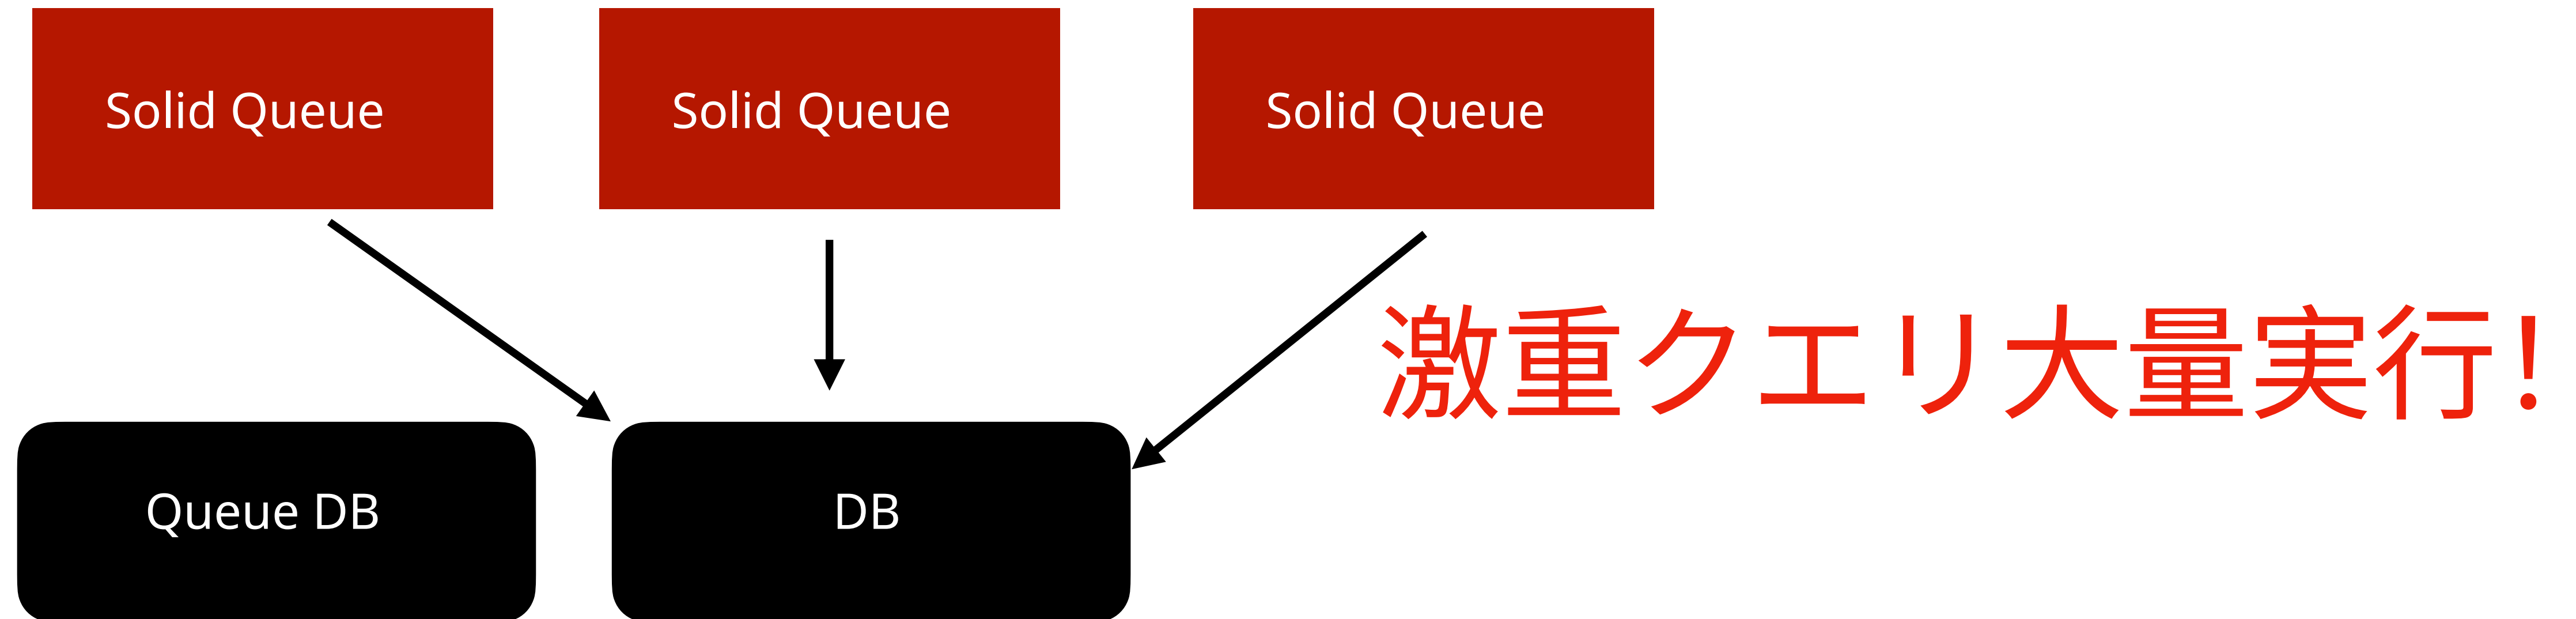 Solid Queue
Solid Queue
Solid Queue
激重クエリ大量実行！
Queue DB
DB